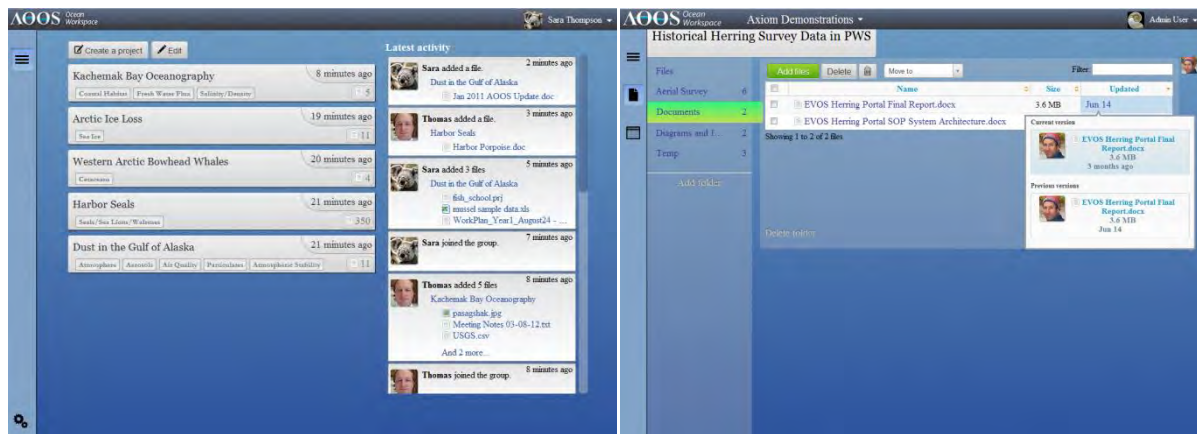 AOOS Ocean Workspace
Sara Thompson
Create a project
Edit
Kachemak Bay Oceanography
8 minutes ago
Coastal Habitat
Fresh Water Flux
Salinity/Density
5
Arctic Ice Loss
19 minutes ago
Sea Ice
11
Western Arctic Bowhead Whales
20 minutes ago
Cetaceans
4
Harbor Seals
21 minutes ago
Seals/Sea Lions/Walruses
350
Dust in the Gulf of Alaska
21 minutes ago
Atmosphere
Aerosols
Air Quality
Particulates
Atmospheric Stability
11
Latest activity
Sara added a file.
2 minutes ago
Dust in the Gulf of Alaska
Jan 2011 AOOS Update.doc
Thomas added a file.
3 minutes ago
Harbor Seals
Harbor Porpoise.doc
Sara added 3 files
5 minutes ago
Dust in the Gulf of Alaska
fish_school.prj
mussel sample data.xls
WorkPlan_Year1_August24 - ...
Sara joined the group.
7 minutes ago
Thomas added 5 files
8 minutes ago
Kachemak Bay Oceanography
pasagshak.jpg
Meeting Notes 03-08-12.txt
USGS.csv
And 2 more...
Thomas joined the group.
8 minutes ago
AOOS Ocean Workspace
Axiom Demonstrations
Admin User
Historical Herring Survey Data in PWS
Files
Aerial Survey 6
Documents 2
Diagrams and I... 2
Temp 3
Add folder
Add files
Delete
Move to
Filter:
Name
Size
Updated
EVOS Herring Portal Final Report.docx
3.6 MB
Jun 14
EVOS Herring Portal SOP System Architecture.docx
Showing 1 to 2 of 2 files
Delete folder
Current version
EVOS Herring Portal Final
Report.docx
3.6 MB
3 months ago
Previous versions
EVOS Herring Portal Final
Report.docx
3.6 MB
Jun 14